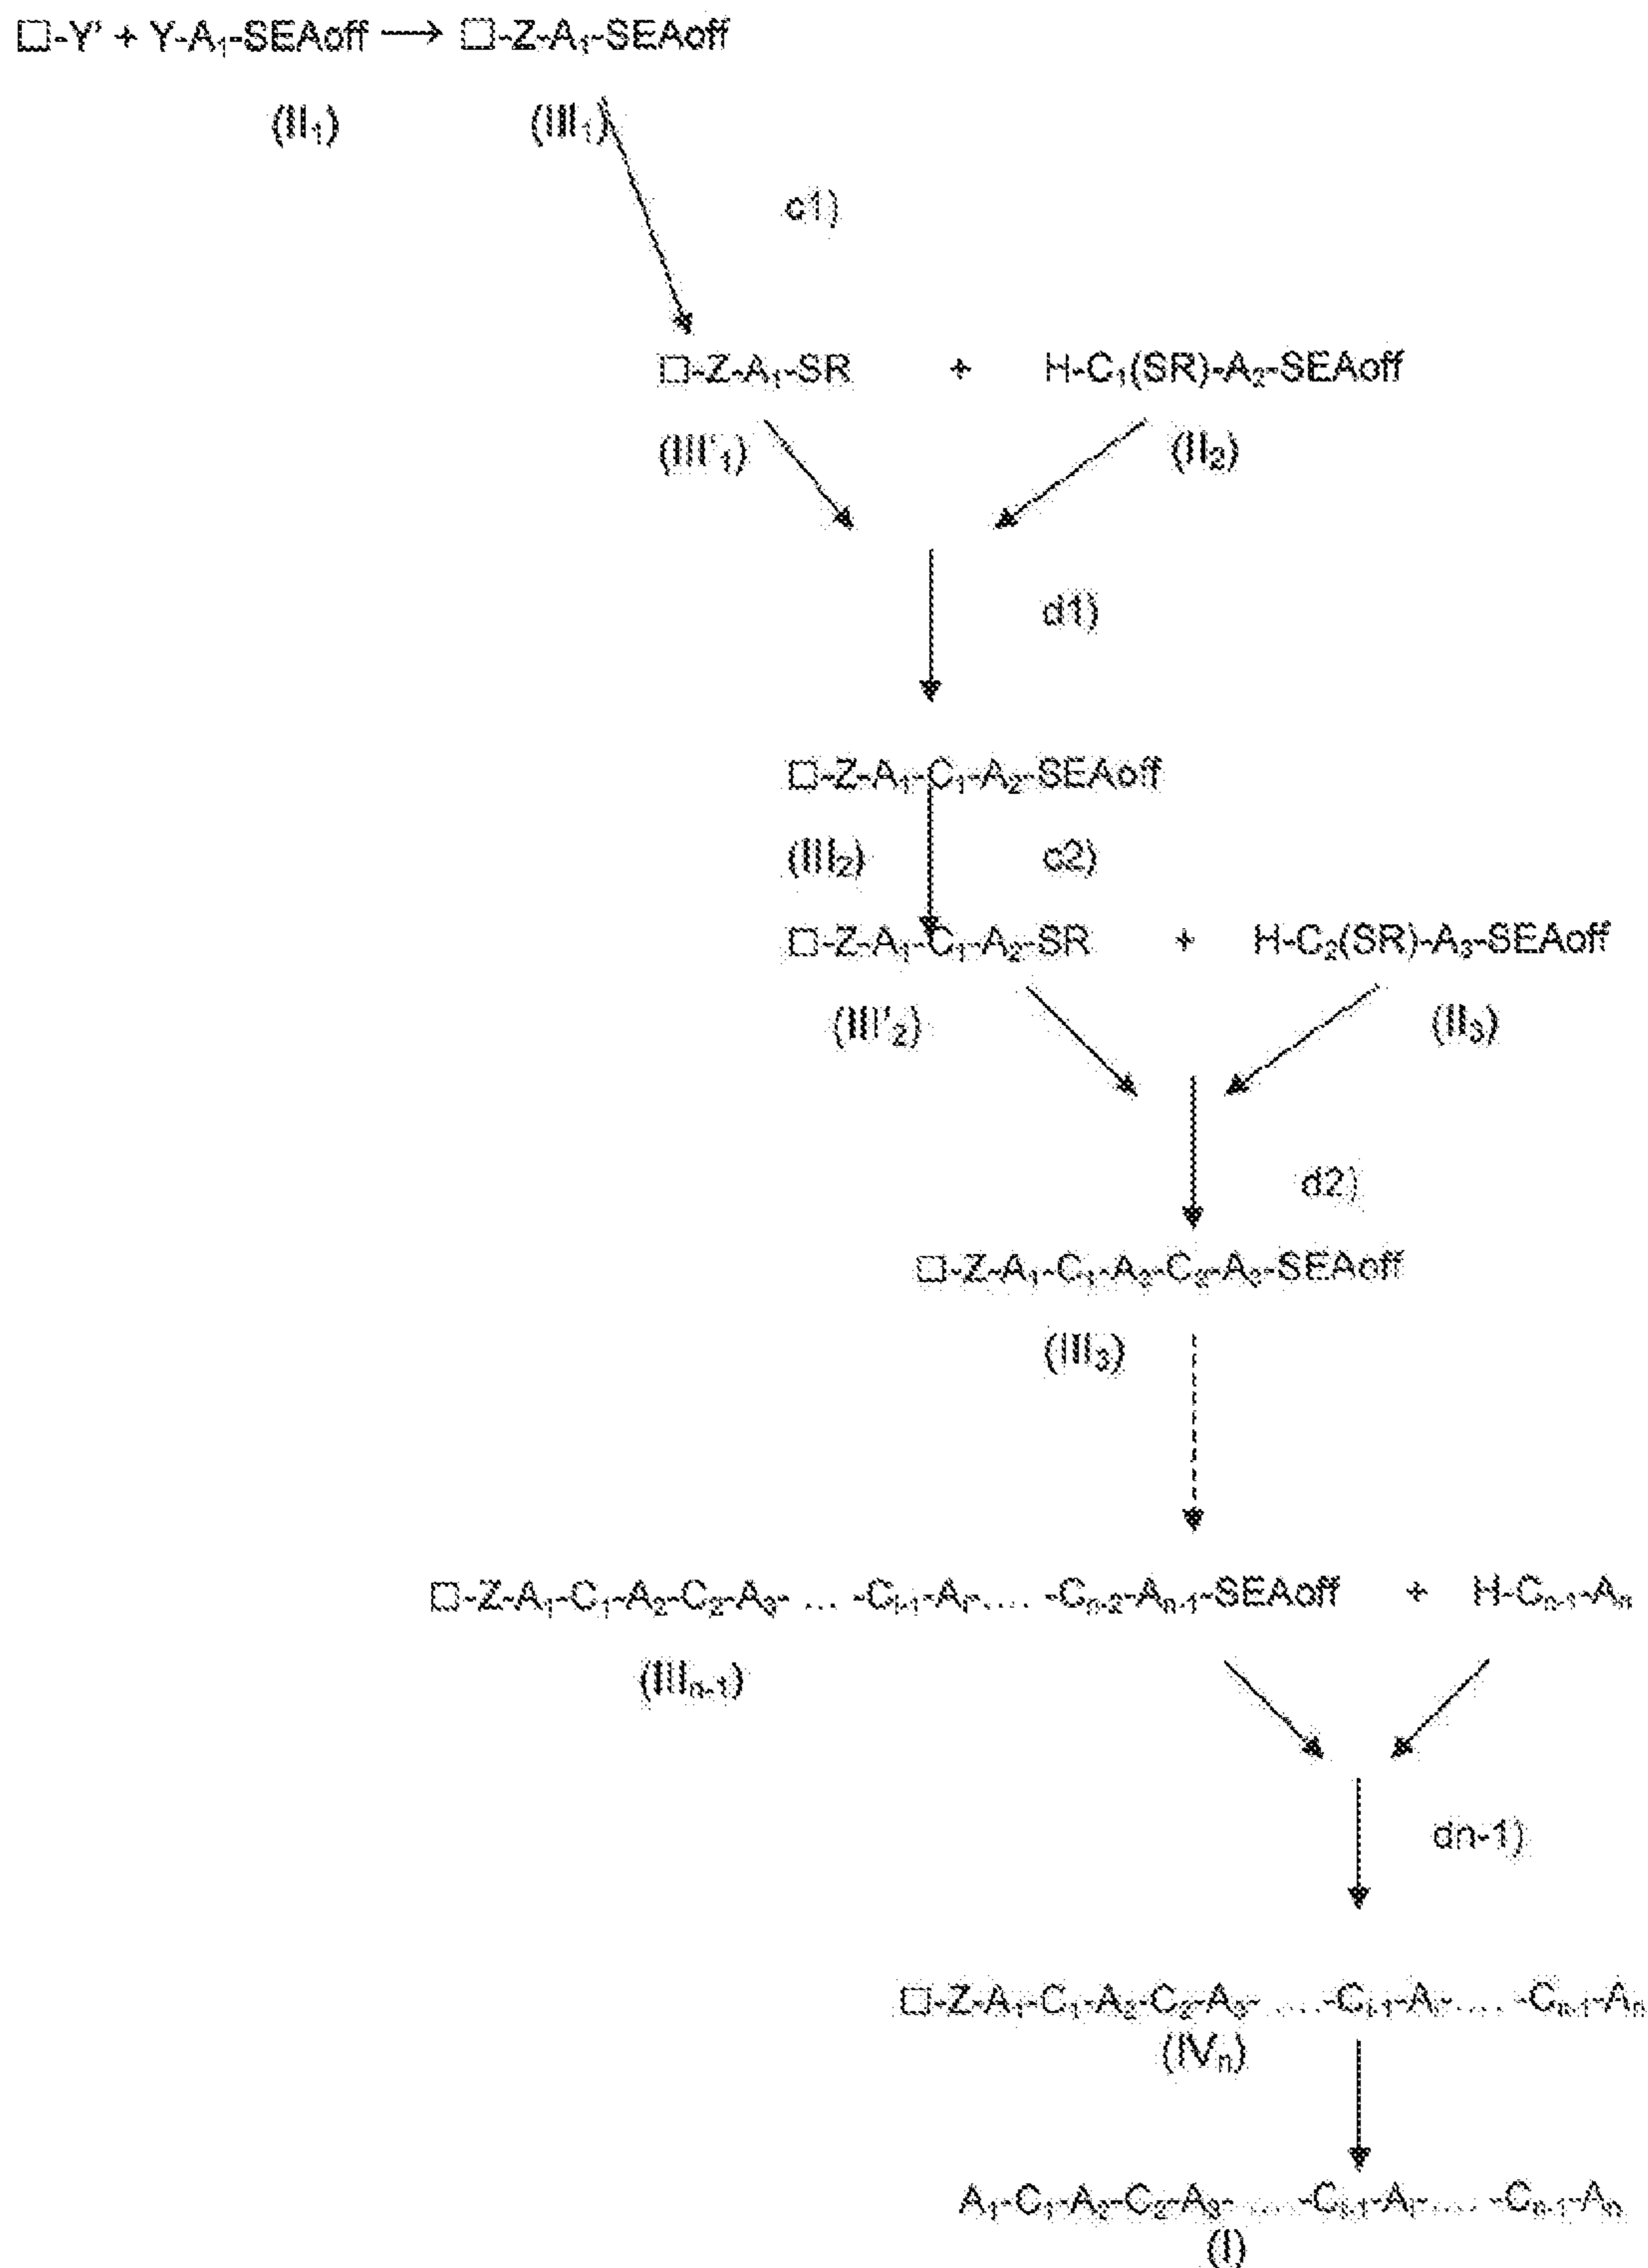 □-Y' + Y-A₁-SEAoff → □-Z-A₁-SEAoff
(II₁) (III₁)
c1)
□-Z-A₁-SR + H-C₁(SR)-A₂-SEAoff
(III'₁) (II₂)
d1)
□-Z-A₁-C₁-A₂-SEAoff
(III₂) c2)
□-Z-A₁-C₁-A₂-SR + H-C₂(SR)-A₃-SEAoff
(III'₂) (II₃)
d2)
□-Z-A₁-C₁-A₂-C₂-A₃-SEAoff
(III₃)
□-Z-A₁-C₁-A₂-C₂-A₃- ... -Cᵢ₋₁-Aᵢ-.... -Cₙ₋₂-Aₙ₋₁-SEAoff + H-Cₙ₋₁-Aₙ
(IIIₙ₋₁)
dn-1)
□-Z-A₁-C₁-A₂-C₂-A₃- ....-Cᵢ₋₁-Aᵢ-.... -Cₙ₋₁-Aₙ
(IVₙ)
A₁-C₁-A₂-C₂-A₃- ....-Cᵢ₋₁-Aᵢ-.... -Cₙ₋₁-Aₙ
(I)